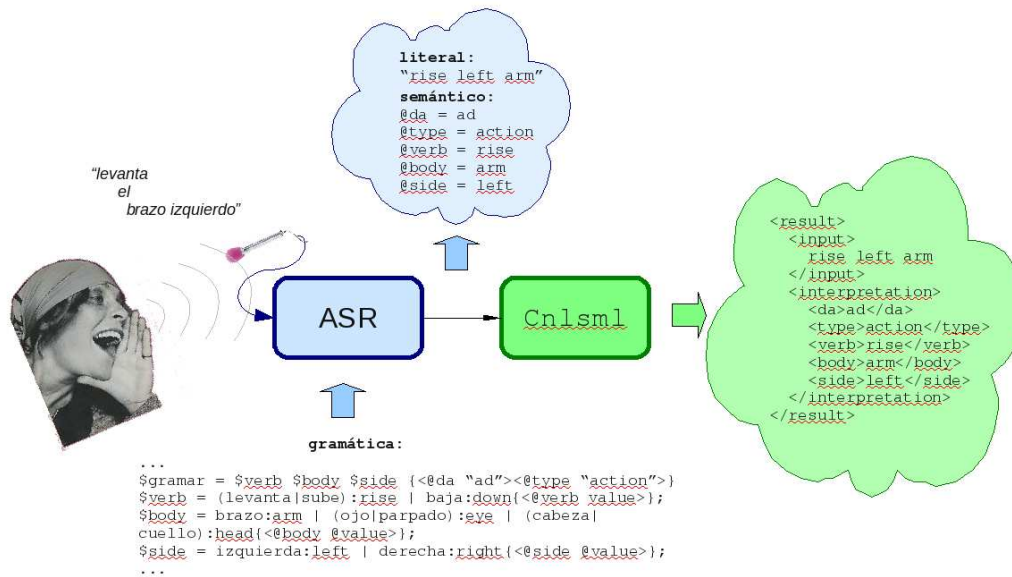 literal:
“rise left arm”
semántico:
@da = ad
@type = action
@verb = rise
@body = arm
@side = left
“levanta
el
brazo izquierdo”
ASR
Cnlsml
<result>
<input>
rise left arm
</input>
<interpretation>
<da>ad</da>
<type>action</type>
<verb>rise</verb>
<body>arm</body>
<side>left</side>
</interpretation>
</result>
gramática:
...
$gramar = $verb $body $side {<@da “ad”><@type “action”>}
$verb = (levanta|sube):rise | baja:down{<@verb value>};
$body = brazo:arm | (ojo|parpado):eye | (cabeza|
cuello):head{<@body @value>};
$side = izquierda:left | derecha:right{<@side @value>};
...